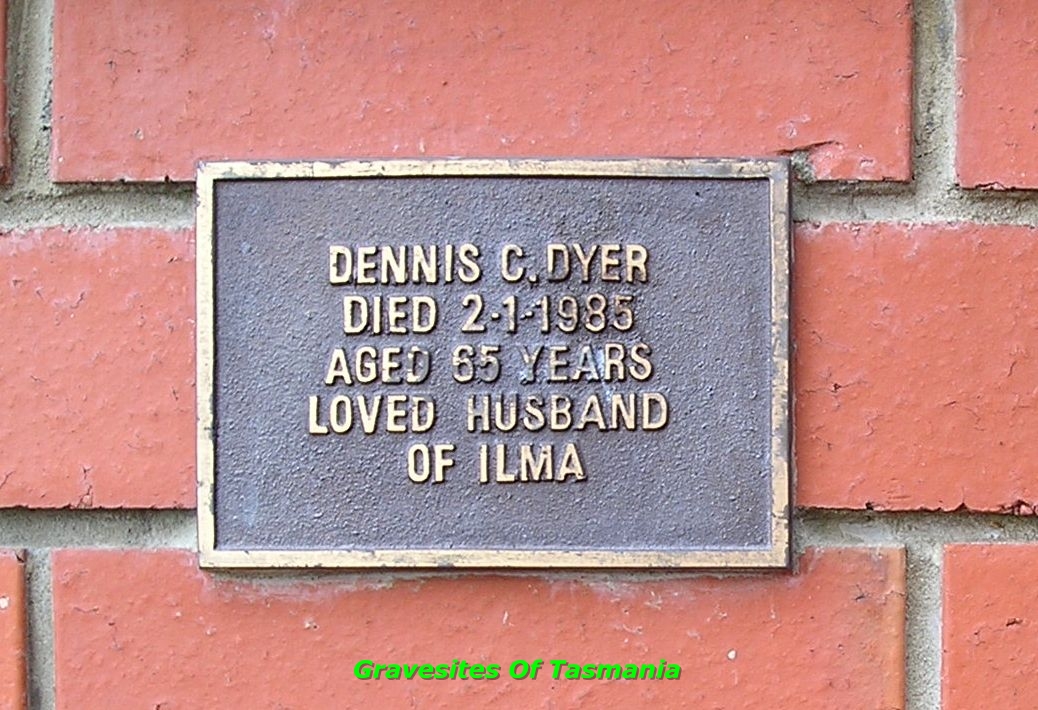 DENNIS C. DYER
DIED 2-1-1985
AGED 65 YEARS
LOVED HUSBAND
OF ILMA
Gravesites Of Tasmania